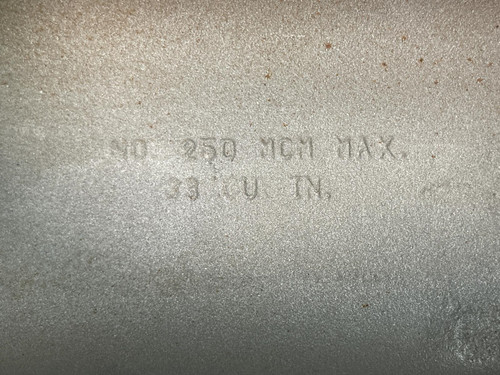 NO 250 MCM MAX.
33 CU. IN.